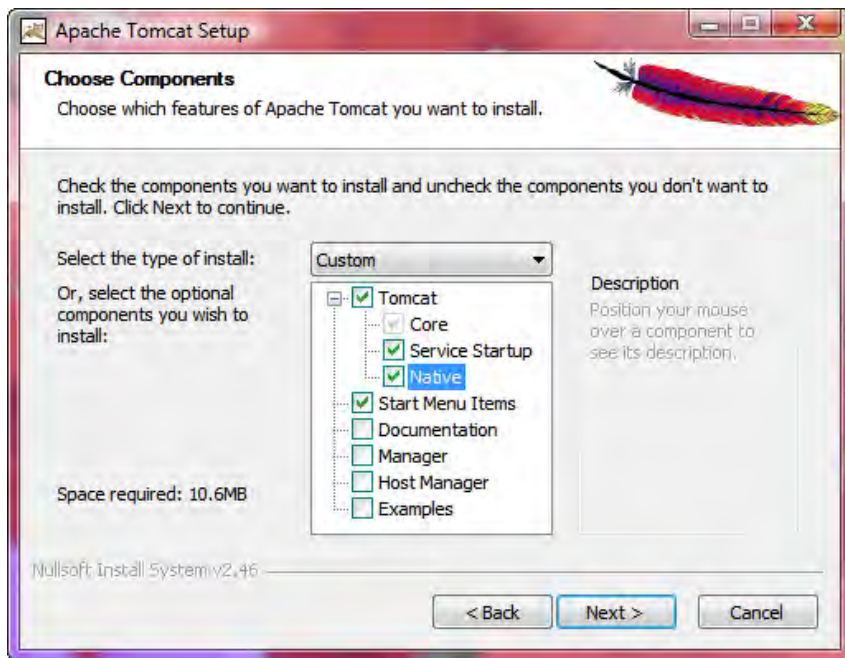 Apache Tomcat Setup
Choose Components
Choose which features of Apache Tomcat you want to install.
Check the components you want to install and uncheck the components you don't want to
install. Click Next to continue.
Select the type of install:
Custom
Or, select the optional
components you wish to
install:
Tomcat
Core
Service Startup
Native
Start Menu Items
Documentation
Manager
Host Manager
Examples
Description
Position your mouse
over a component to
see its description.
Space required: 10.6MB
Nullsoft Install System v2.46
< Back
Next >
Cancel